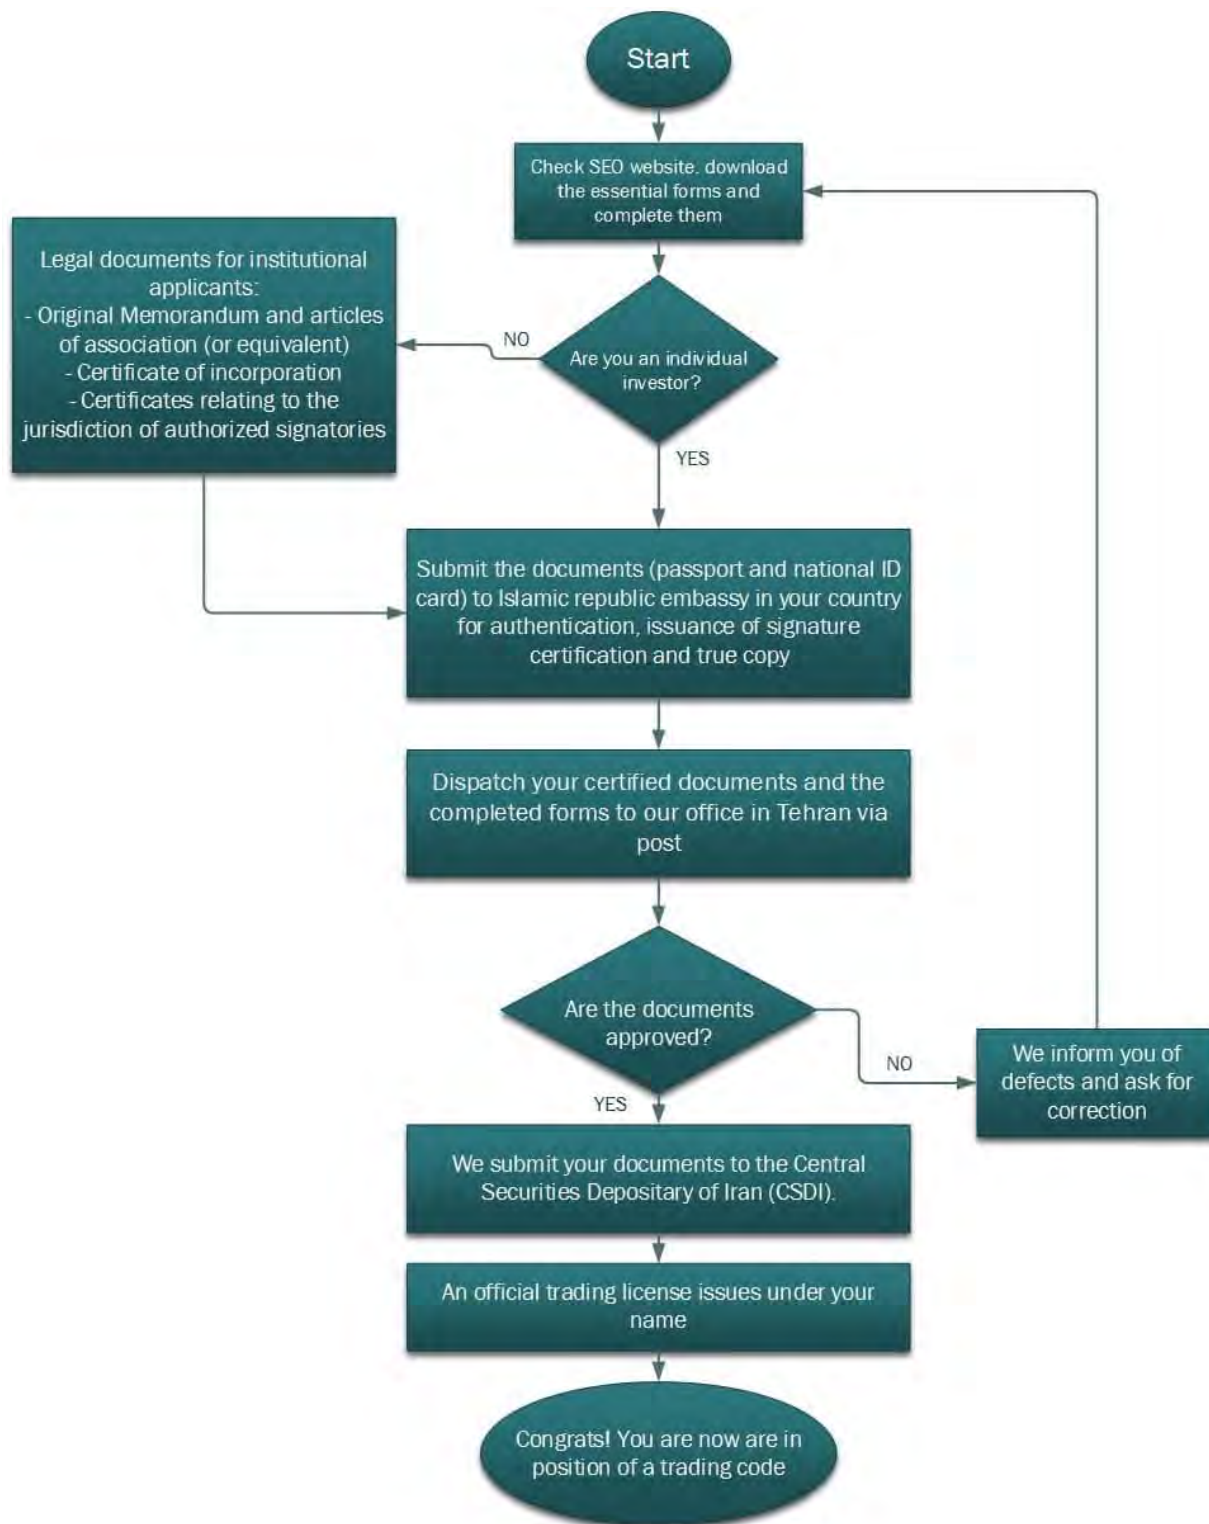 Start
Check SEO website. download
the essential forms and
complete them
Legal documents for institutional
applicants:
- Original Memorandum and articles
of association (or equivalent)
- Certificate of incorporation
- Certificates relating to the
jurisdiction of authorized signatories
NO
Are you an individual
investor?
YES
Submit the documents (passport and national ID
card) to Islamic republic embassy in your country
for authentication, issuance of signature
certification and true copy
Dispatch your certified documents and the
completed forms to our office in Tehran via
post
Are the documents
approved?
NO
We inform you of
defects and ask for
correction
YES
We submit your documents to the Central
Securities Depositary of Iran (CSDI).
An official trading license issues under your
name
Congrats! You are now are in
position of a trading code